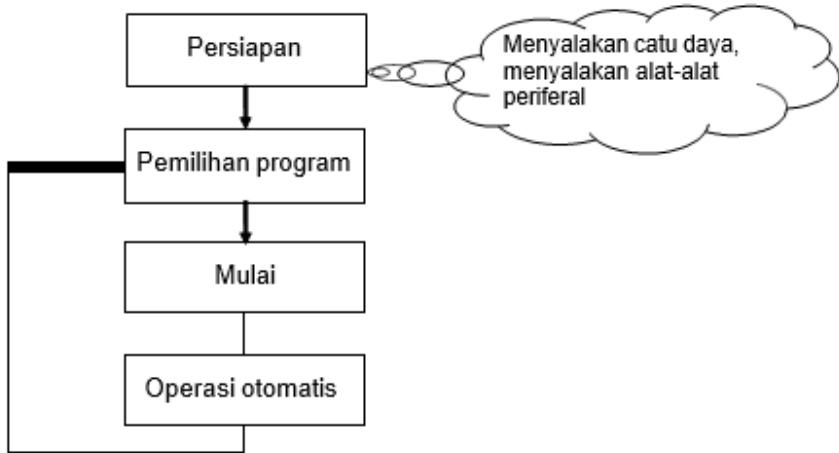 Persiapan
Menyalakan catu daya,
menyalakan alat-alat
periferal
Pemilihan program
Mulai
Operasi otomatis